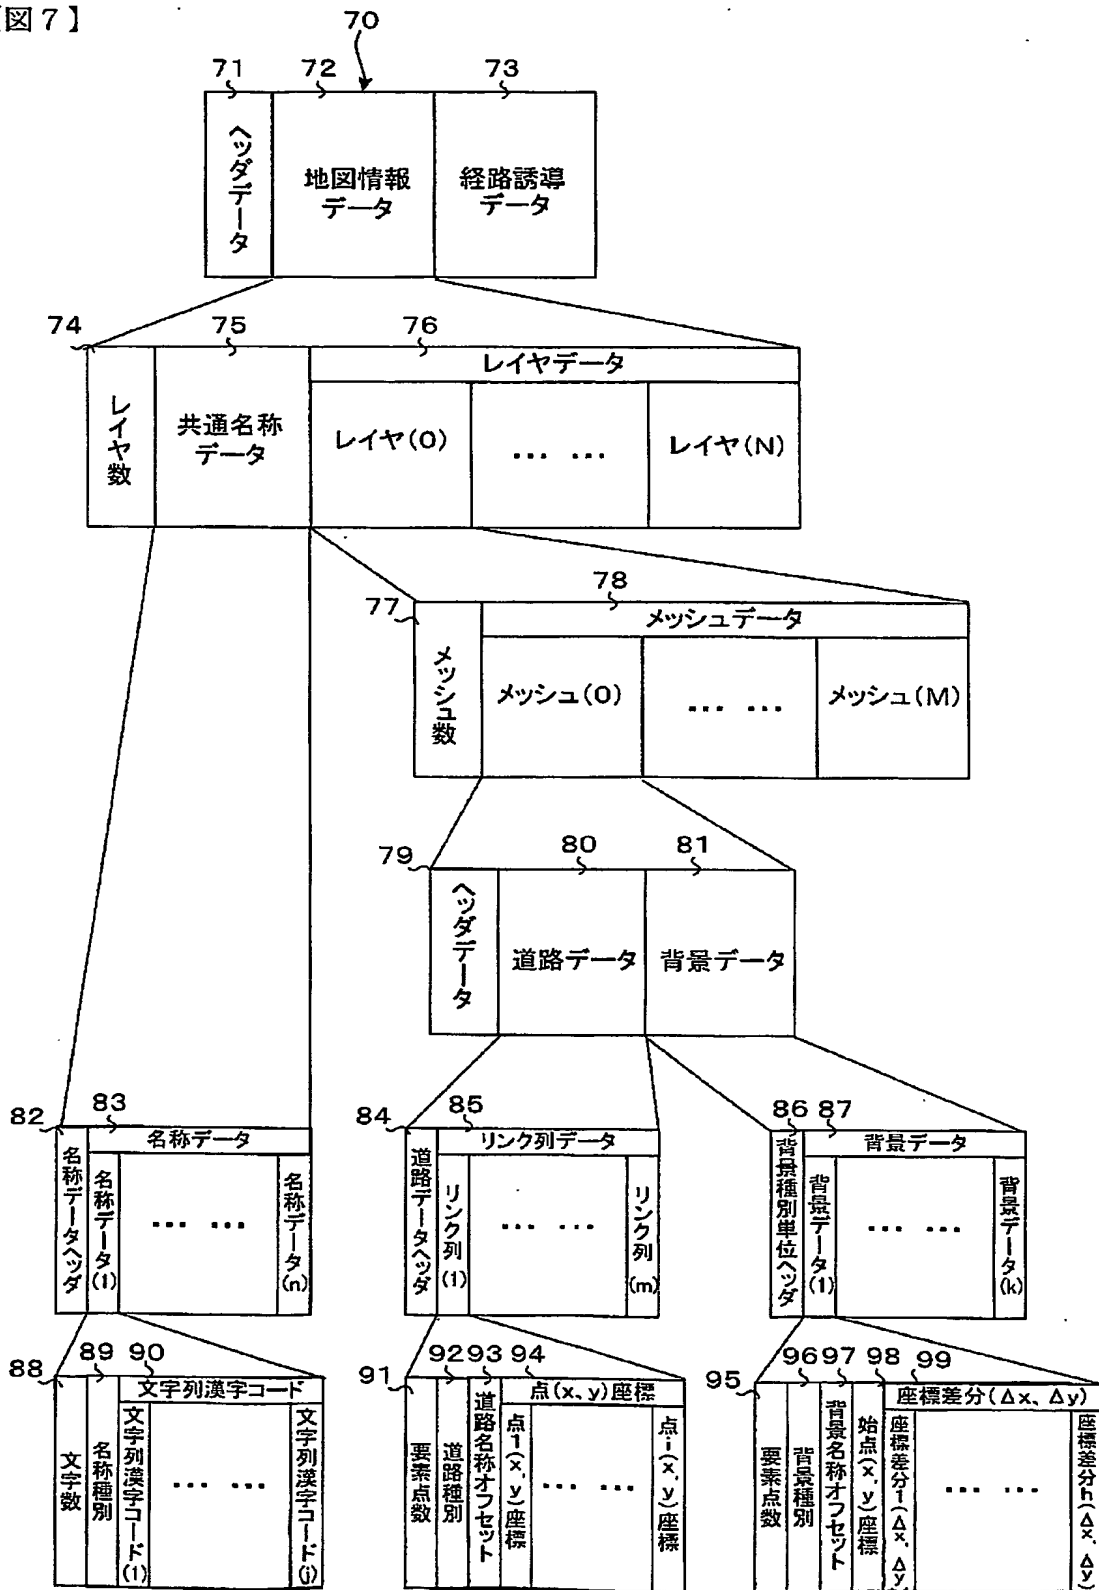 図７】
70
71
72
73
ヘッダデータ
地図情報
データ
経路誘導
データ
74
75
76
レイヤ数
共通名称
データ
レイヤデータ
レイヤ(0)
... ...
レイヤ(N)
77
78
メッシュ数
メッシュデータ
メッシュ(0)
... ...
メッシュ(M)
79
80
81
ヘッダデータ
道路データ
背景データ
82
83
名称データヘッダ
名称データ
名称データ(1)
... ...
名称データ(n)
84
85
道路データヘッダ
リンク列データ
リンク列(1)
... ...
リンク列(m)
86
87
背景種別単位ヘッダ
背景データ
背景データ(1)
... ...
背景データ(k)
88
89
90
文字数
名称種別
文字列漢字コード
文字列漢字コード(1)
... ...
文字列漢字コード(j)
91
92
93
94
要素点数
道路種別
道路名称オフセット
点(x、y)座標
点1(x、y)座標
... ...
点i(x、y)座標
95
96
97
98
99
要素点数
背景種別
背景名称オフセット
始点(x、y)座標
座標差分(Δx、Δy)
座標差分1(Δx、Δy)
... ...
座標差分h(Δx、Δy)